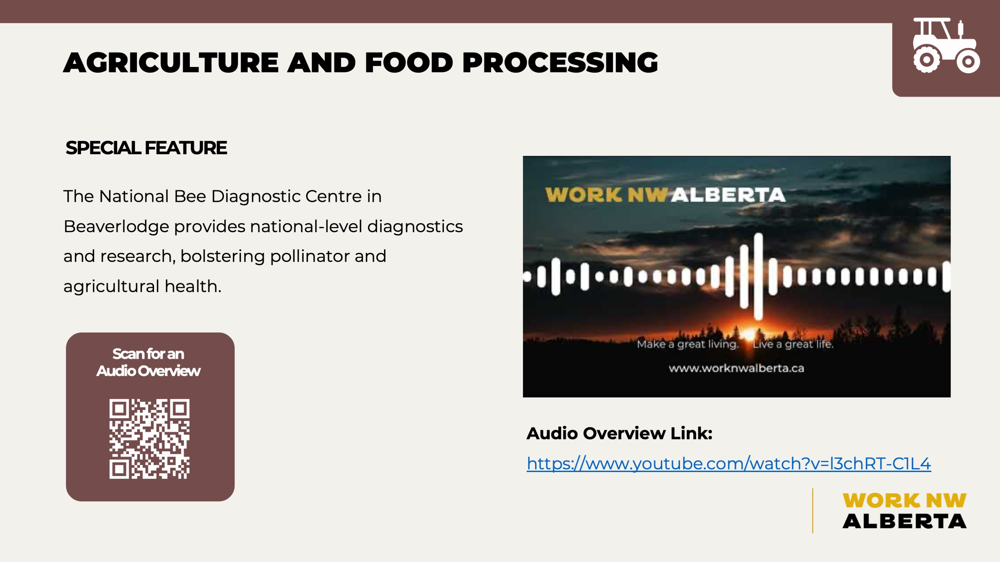 AGRICULTURE AND FOOD PROCESSING
SPECIAL FEATURE
The National Bee Diagnostic Centre in
Beaverlodge provides national-level diagnostics
and research, bolstering pollinator and
agricultural health.
Scan for an
Audio Overview
WORK NW ALBERTA
Make a great living. Live a great life.
www.worknwalberta.ca
Audio Overview Link:
https://www.youtube.com/watch?v=l3chRT-C1L4
WORK NW
ALBERTA